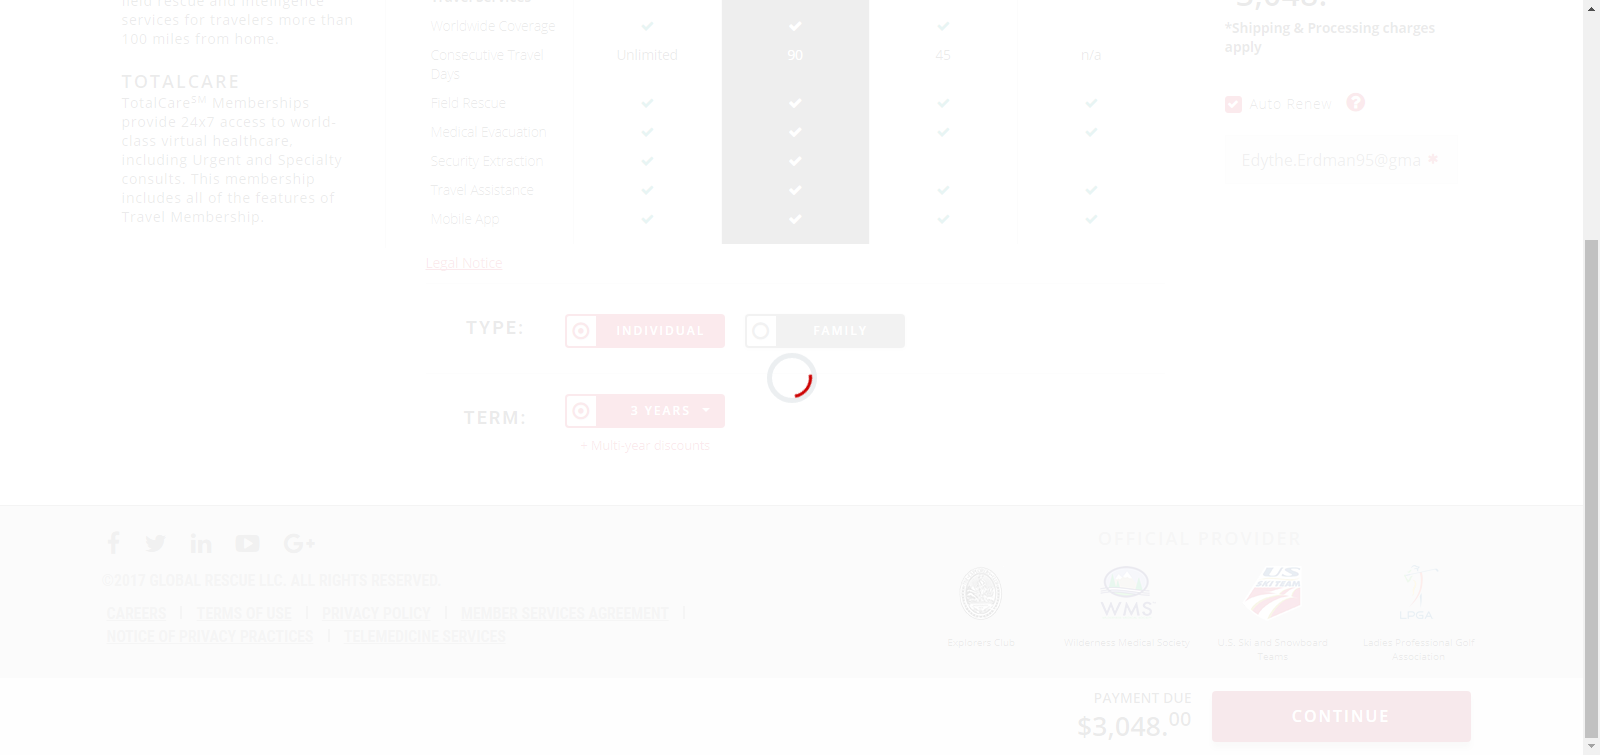 field rescue and intelligence
services for travelers more than
100 miles from home.
TOTALCARE
TotalCareSM Memberships
provide 24x7 access to world-
class virtual healthcare,
including Urgent and Specialty
consults. This membership
includes all of the features of
Travel Membership.
Travel Services
Worldwide Coverage
Consecutive Travel
Days
Unlimited 90 45 n/a
Field Rescue
Medical Evacuation
Security Extraction
Travel Assistance
Mobile App
Legal Notice
*Shipping & Processing charges
apply
Auto Renew ?
Edythe.Erdman95@gma *
TYPE: INDIVIDUAL FAMILY
TERM: 3 YEARS
- Multi-year discounts
©2017 GLOBAL RESCUE LLC. ALL RIGHTS RESERVED.
CAREERS | TERMS OF USE | PRIVACY POLICY | MEMBER SERVICES AGREEMENT |
NOTICE OF PRIVACY PRACTICES | TELEMEDICINE SERVICES
OFFICIAL PROVIDER
WMS
US
SKI TEAM
LPGA
Explorers Club
Wilderness Medical Society
U.S. Ski and Snowboard
Teams
Ladies Professional Golf
Association
PAYMENT DUE
$3,048.00
CONTINUE